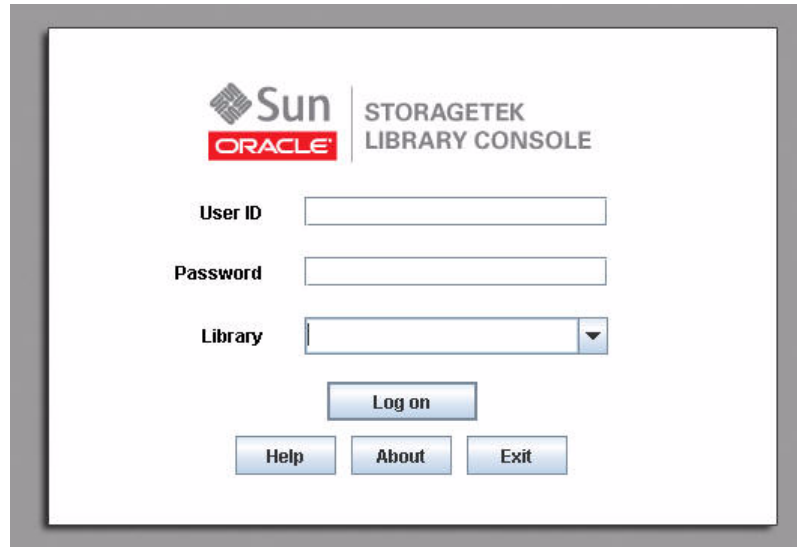 Sun
ORACLE
STORAGETEK
LIBRARY CONSOLE
User ID
Password
Library
Log on
Help
About
Exit